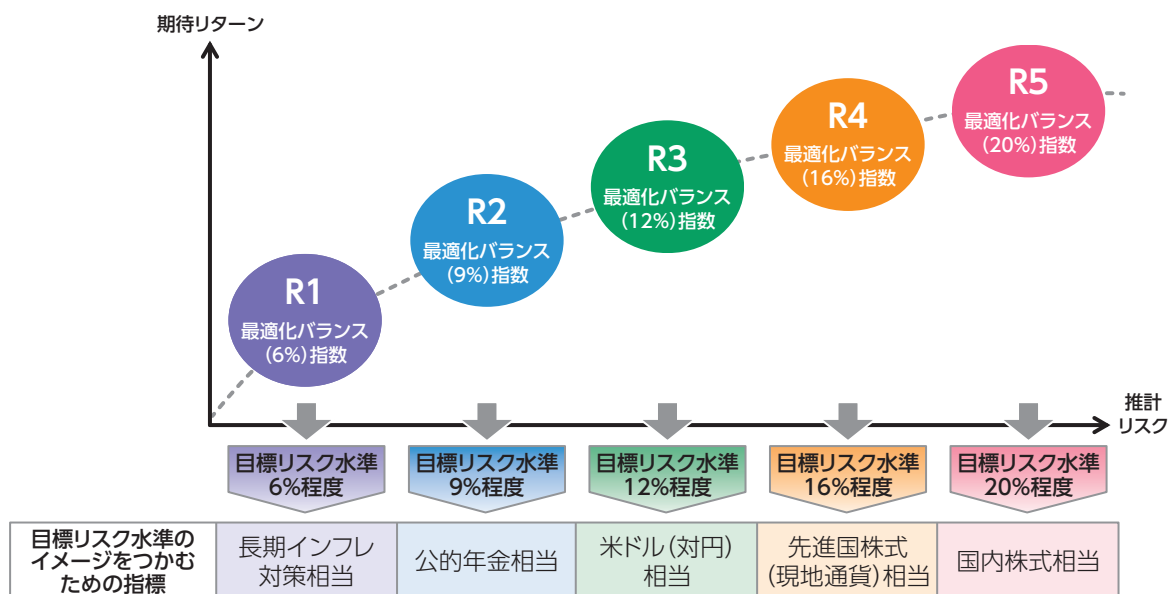 期待リターン
R1
最適化バランス
(6%)指数
R2
最適化バランス
(9%)指数
R3
最適化バランス
(12%)指数
R4
最適化バランス
(16%)指数
R5
最適化バランス
(20%)指数
推計
リスク
目標リスク水準
6%程度
目標リスク水準
9%程度
目標リスク水準
12%程度
目標リスク水準
16%程度
目標リスク水準
20%程度
目標リスク水準の
イメージをつかむ
ための指標
長期インフレ
対策相当
公的年金相当
米ドル(対円)
相当
先進国株式
(現地通貨)相当
国内株式相当